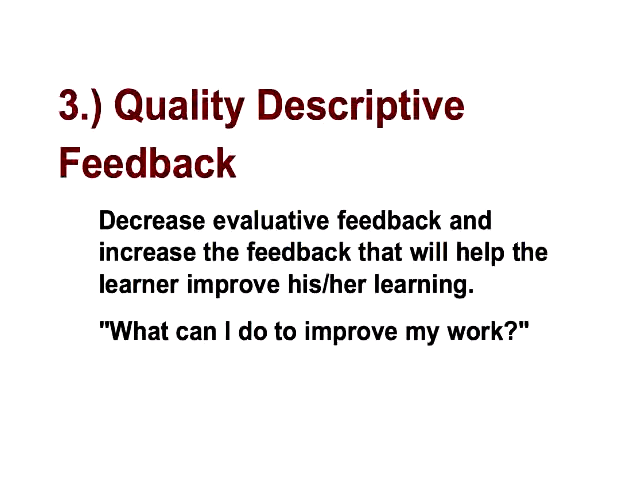 3.) Quality Descriptive
Feedback
Decrease evaluative feedback and
increase the feedback that will help the
learner improve his/her learning.
"What can I do to improve my work?"